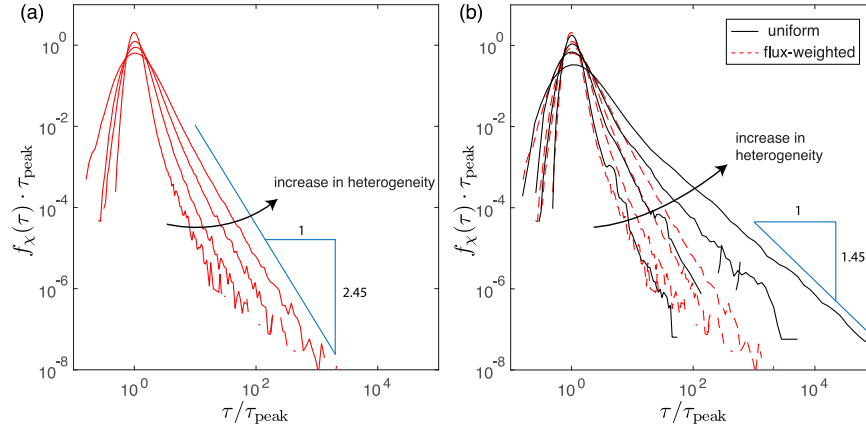 (a)
10^0
10^-2
10^-4
10^-6
10^-8
f_χ(τ) · τ_peak
increase in heterogeneity
1
2.45
10^0
10^2
10^4
τ/τ_peak
(b)
uniform
flux-weighted
10^0
10^-2
10^-4
10^-6
10^-8
f_χ(τ) · τ_peak
increase in
heterogeneity
1
1.45
10^0
10^2
10^4
τ/τ_peak